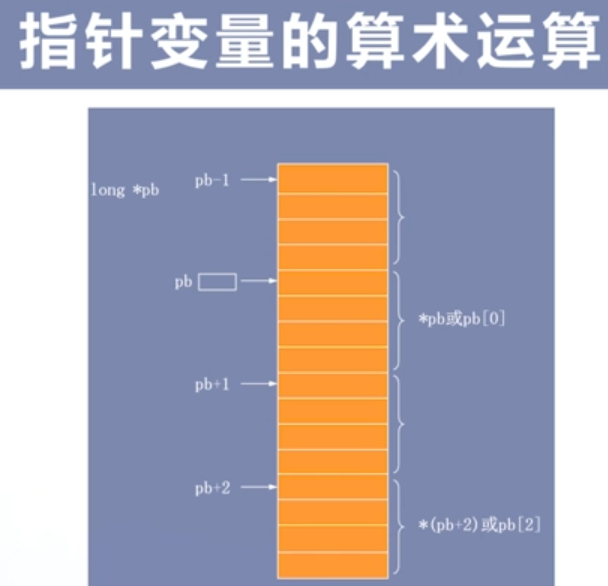 指针变量的算术运算
long *pb
pb-1
pb
*pb或pb[0]
pb+1
pb+2
*(pb+2)或pb[2]